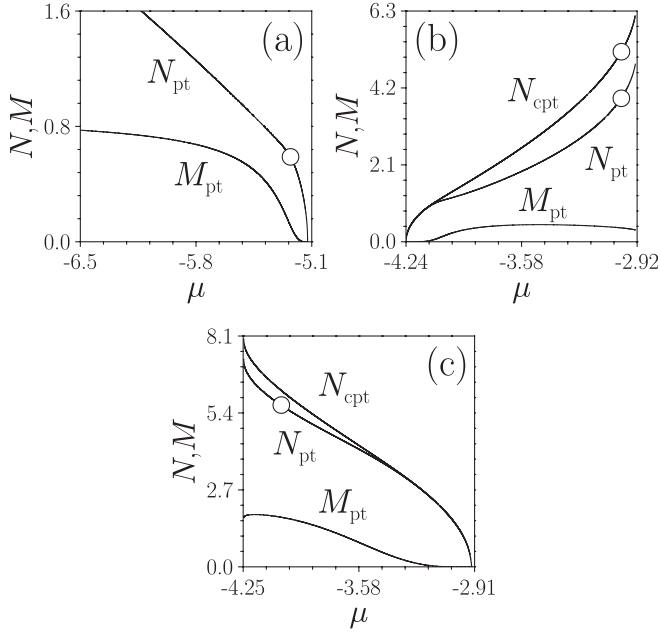 1.6
(a)
N_pt
N,M
0.8
M_pt
0.0
-6.5
-5.8
-5.1
μ
6.3
(b)
N_cpt
4.2
N,M
N_pt
2.1
M_pt
0.0
-4.24
-3.58
-2.92
μ
8.1
(c)
N_cpt
5.4
N,M
N_pt
2.7
M_pt
0.0
-4.25
-3.58
-2.91
μ